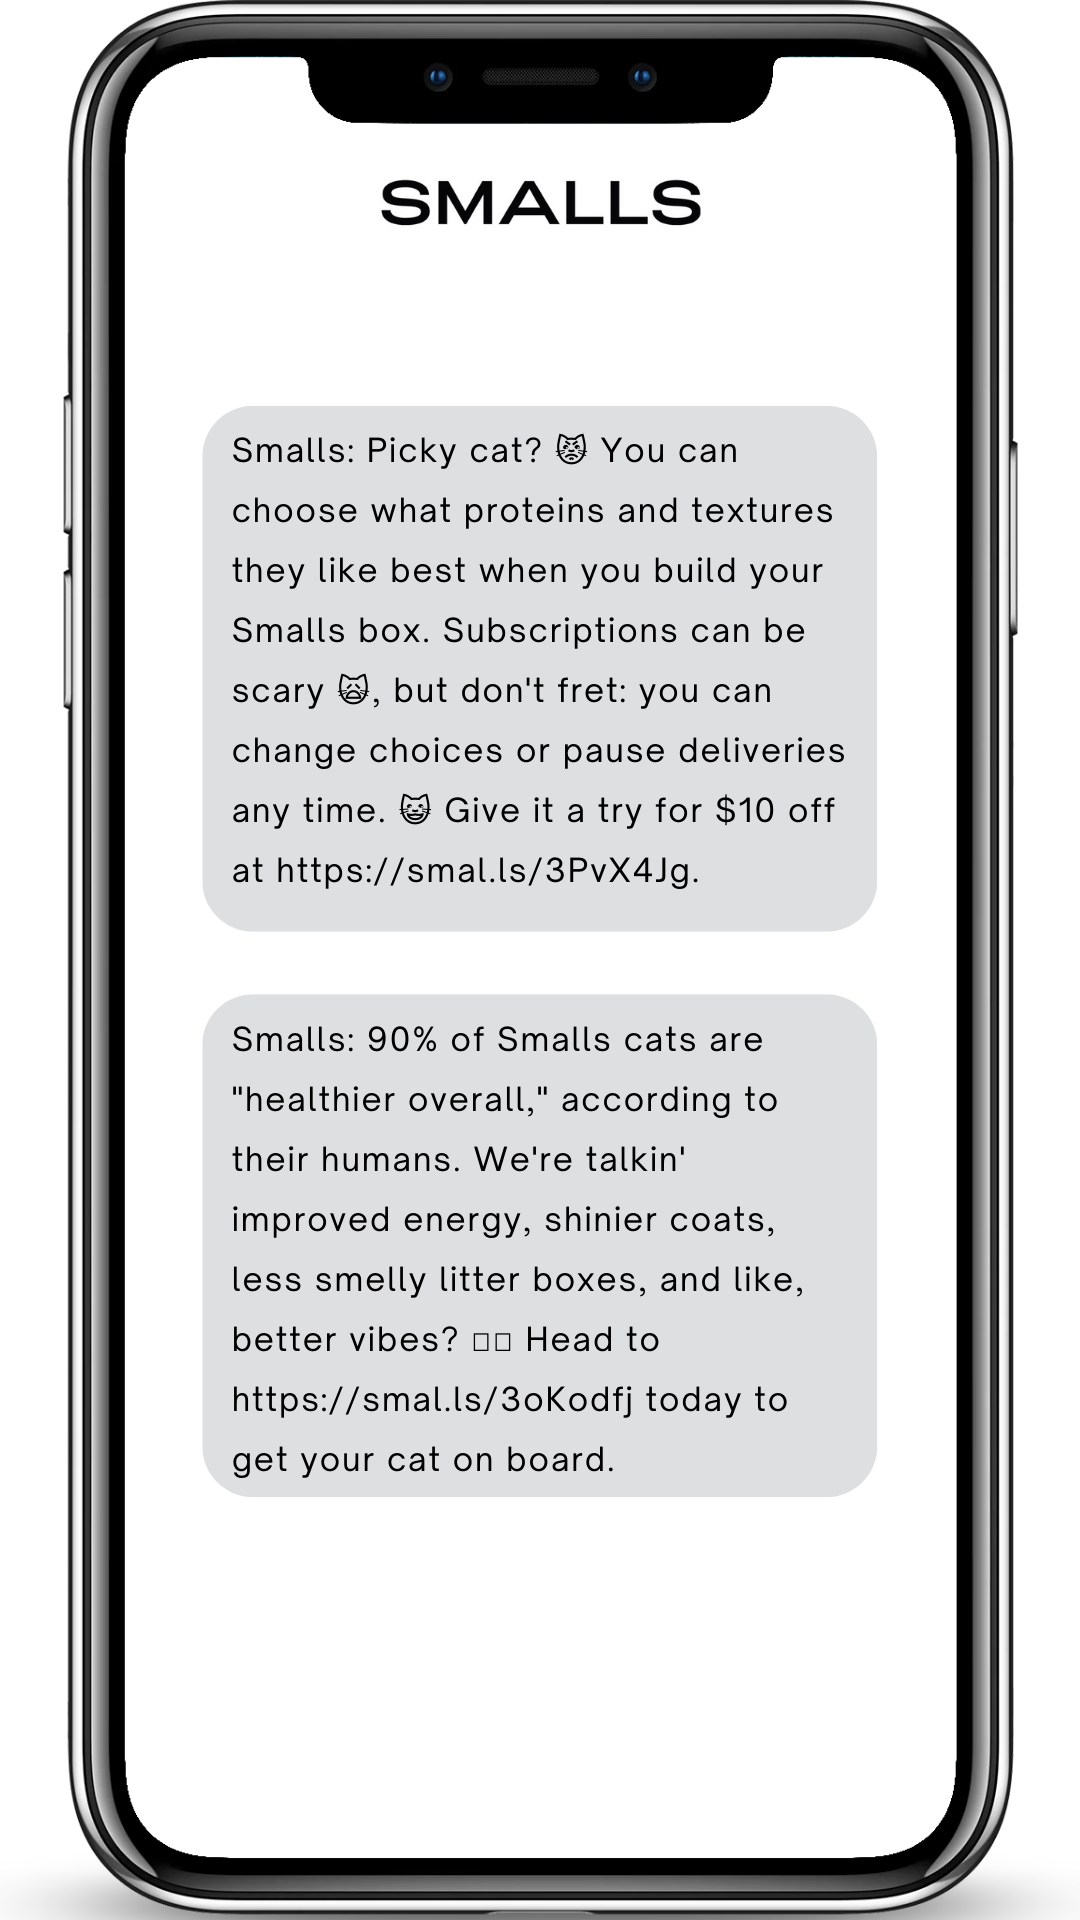 SMALLS
Smalls: Picky cat? 😾 You can
choose what proteins and textures
they like best when you build your
Smalls box. Subscriptions can be
scary 🙀, but don't fret: you can
change choices or pause deliveries
any time. 😺 Give it a try for $10 off
at https://smal.ls/3PvX4Jg.
Smalls: 90% of Smalls cats are
"healthier overall," according to
their humans. We're talkin'
improved energy, shinier coats,
less smelly litter boxes, and like,
better vibes? □□ Head to
https://smal.ls/3oKodfj today to
get your cat on board.